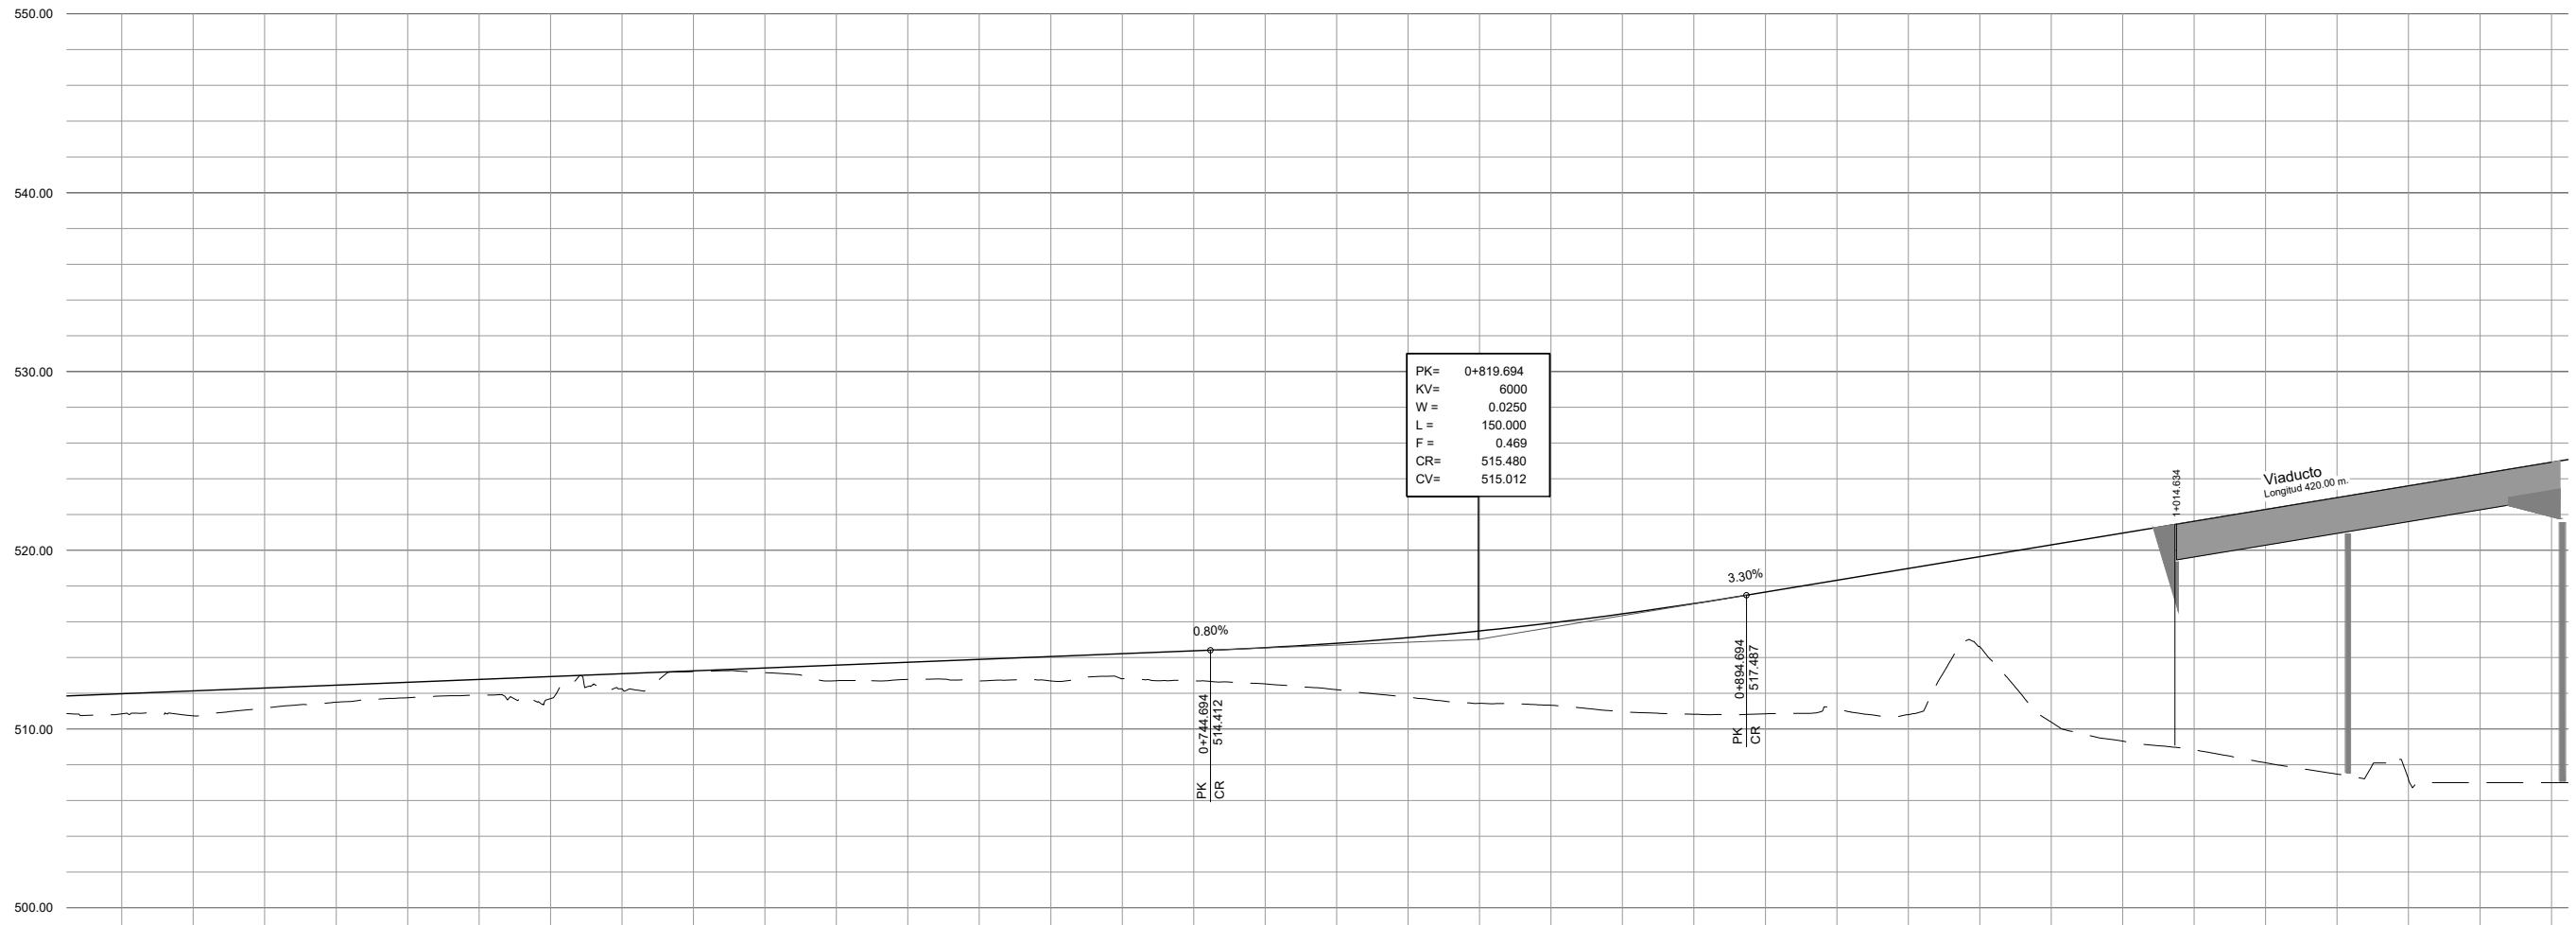 550.00
540.00
530.00
520.00
510.00
500.00
PK= 0+819.694
KV= 6000
W = 0.0250
L = 150.000
F = 0.469
CR= 515.480
CV= 515.012
0.80%
PK 0+744.694
CR 514.412
3.30%
PK 0+894.694
CR 517.487
1+014.634
Viaducto
Longitud 420.00 m.